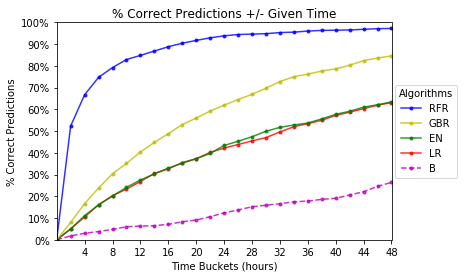 % Correct Predictions +/- Given Time
100%
90%
80%
70%
60%
50%
40%
30%
20%
10%
0%
% Correct Predictions
4 8 12 16 20 24 28 32 36 40 44 48
Time Buckets (hours)
Algorithms
RFR
GBR
EN
LR
B